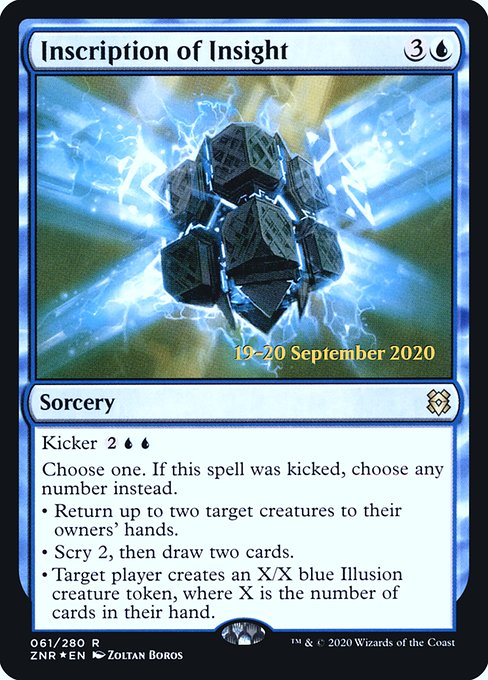 Inscription of Insight 3
19-20 September 2020
Sorcery
Kicker 2
Choose one. If this spell was kicked, choose any
number instead.
• Return up to two target creatures to their
owners' hands.
• Scry 2, then draw two cards.
• Target player creates an X/X blue Illusion
creature token, where X is the number of
cards in their hand.
061/280 R
ZNR ★ EN Zoltan Boros
™ & © 2020 Wizards of the Coast